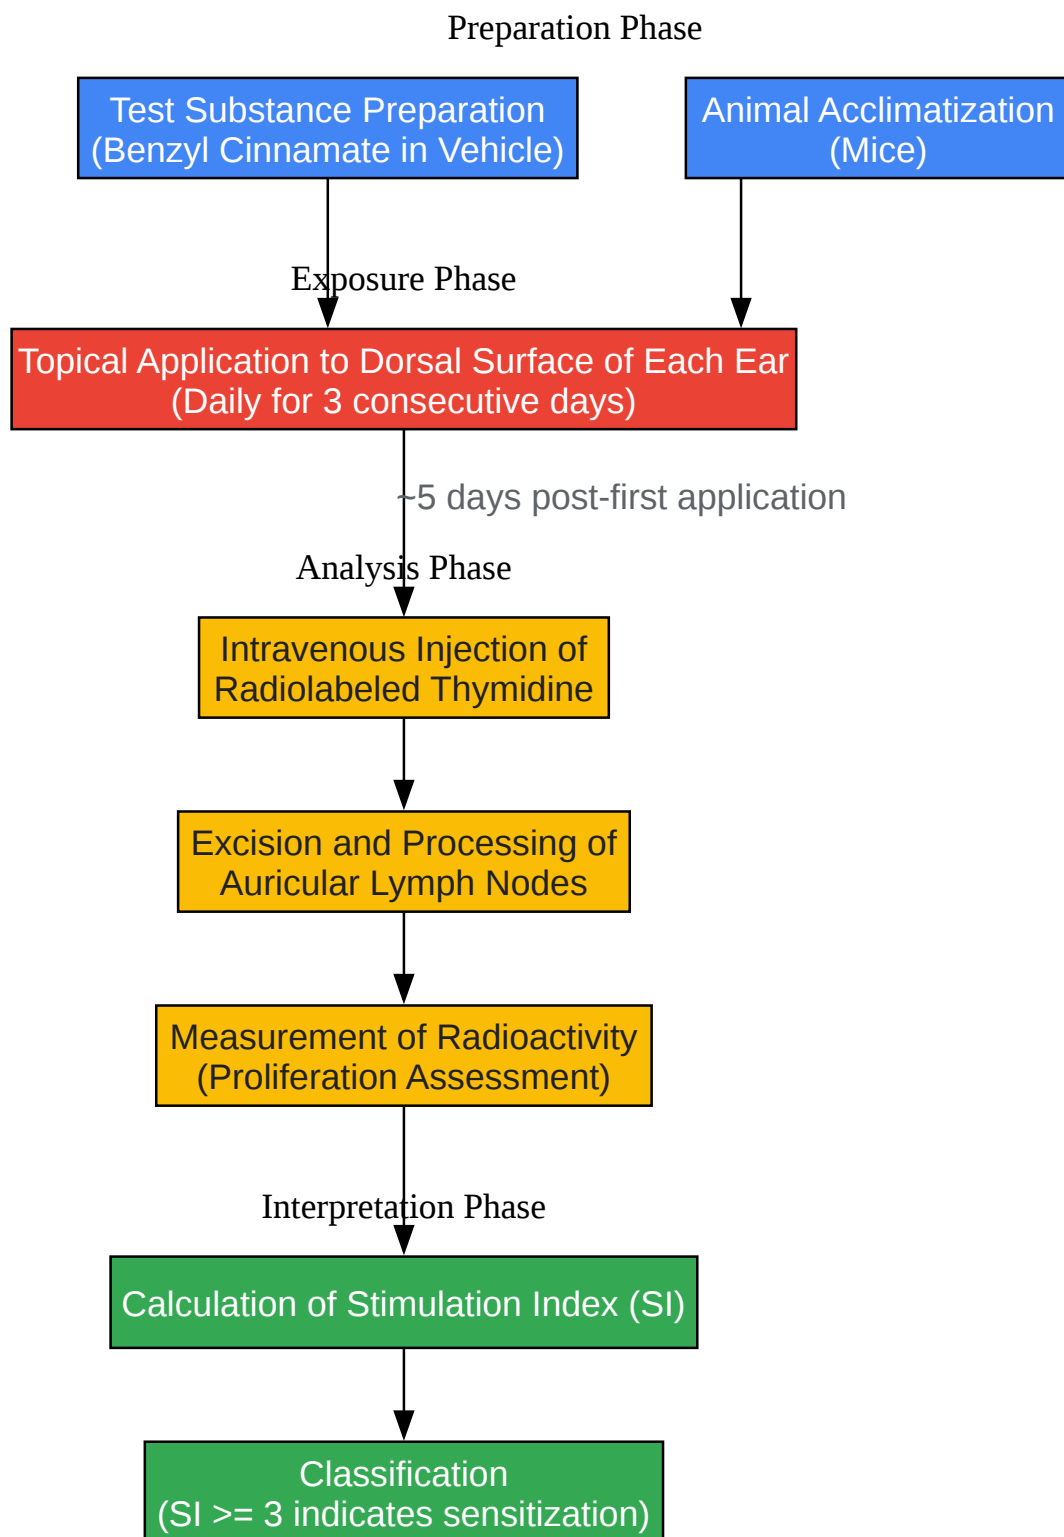 Preparation Phase
Test Substance Preparation
(Benzyl Cinnamate in Vehicle)
Animal Acclimatization
(Mice)
Exposure Phase
Topical Application to Dorsal Surface of Each Ear
(Daily for 3 consecutive days)
~5 days post-first application
Analysis Phase
Intravenous Injection of
Radiolabeled Thymidine
Excision and Processing of
Auricular Lymph Nodes
Measurement of Radioactivity
(Proliferation Assessment)
Interpretation Phase
Calculation of Stimulation Index (SI)
Classification
(SI >= 3 indicates sensitization)